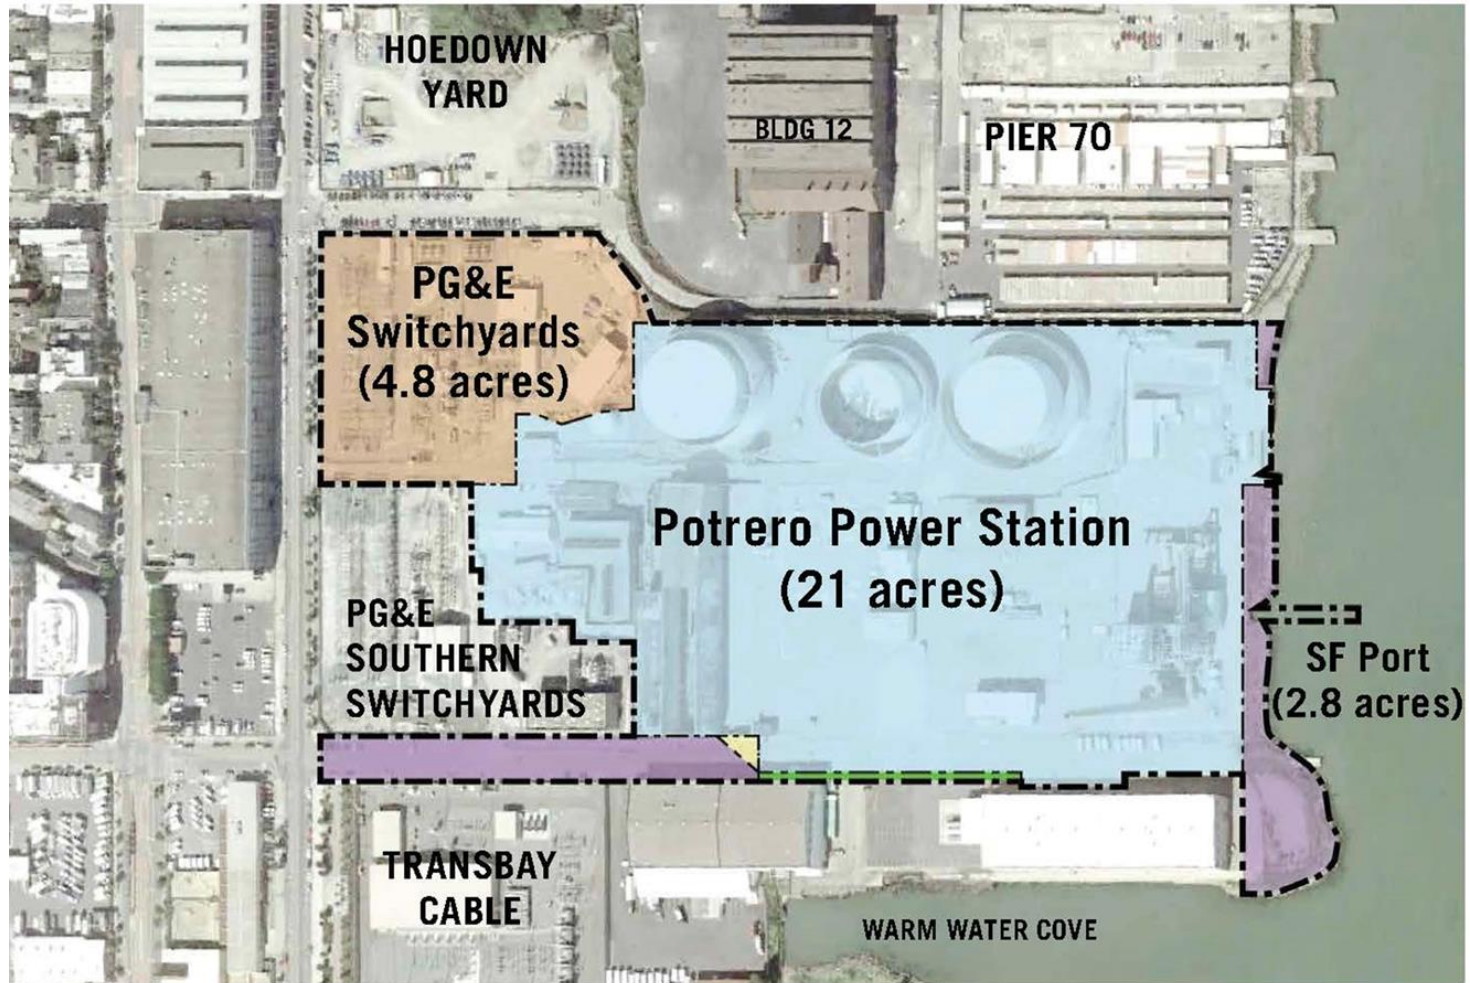 HOEDOWN
YARD
BLDG 12
PIER 70
PG&E
Switchyards
(4.8 acres)
Potrero Power Station
(21 acres)
PG&E
SOUTHERN
SWITCHYARDS
SF Port
(2.8 acres)
TRANSBAY
CABLE
WARM WATER COVE